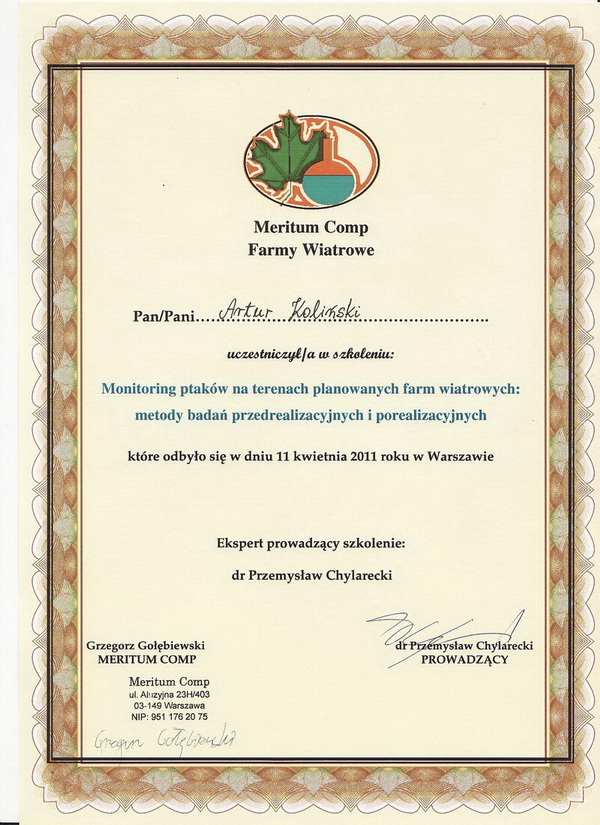 Meritum Comp
Farmy Wiatrowe
Pan/Pani.....Artur Koliński..........................
uczestniczył/a w szkoleniu:
Monitoring ptaków na terenach planowanych farm wiatrowych:
metody badań przedrealizacyjnych i porealizacyjnych
które odbyło się w dniu 11 kwietnia 2011 roku w Warszawie
Ekspert prowadzący szkolenie:
dr Przemysław Chylarecki
Grzegorz Gołębiewski
MERITUM COMP
Meritum Comp
ul. 23H/403
03-149 Warszawa
NIP: 951 176 20 75
Gołębiewski
dr Przemysław Chylarecki
PROWADZĄCY